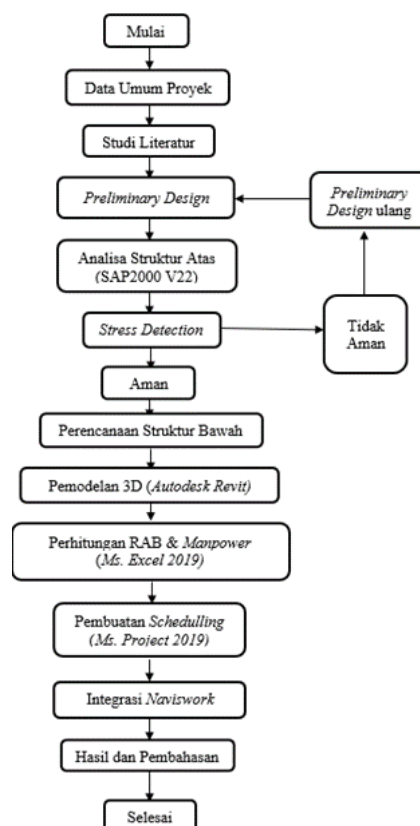 Mulai
Data Umum Proyek
Studi Literatur
Preliminary Design
Preliminary
Design ulang
Analisa Struktur Atas
(SAP2000 V22)
Stress Detection
Tidak
Aman
Aman
Perencanaan Struktur Bawah
Pemodelan 3D (Autodesk Revit)
Perhitungan RAB & Manpower
(Ms. Excel 2019)
Pembuatan Schedulling
(Ms. Project 2019)
Integrasi Naviswork
Hasil dan Pembahasan
Selesai